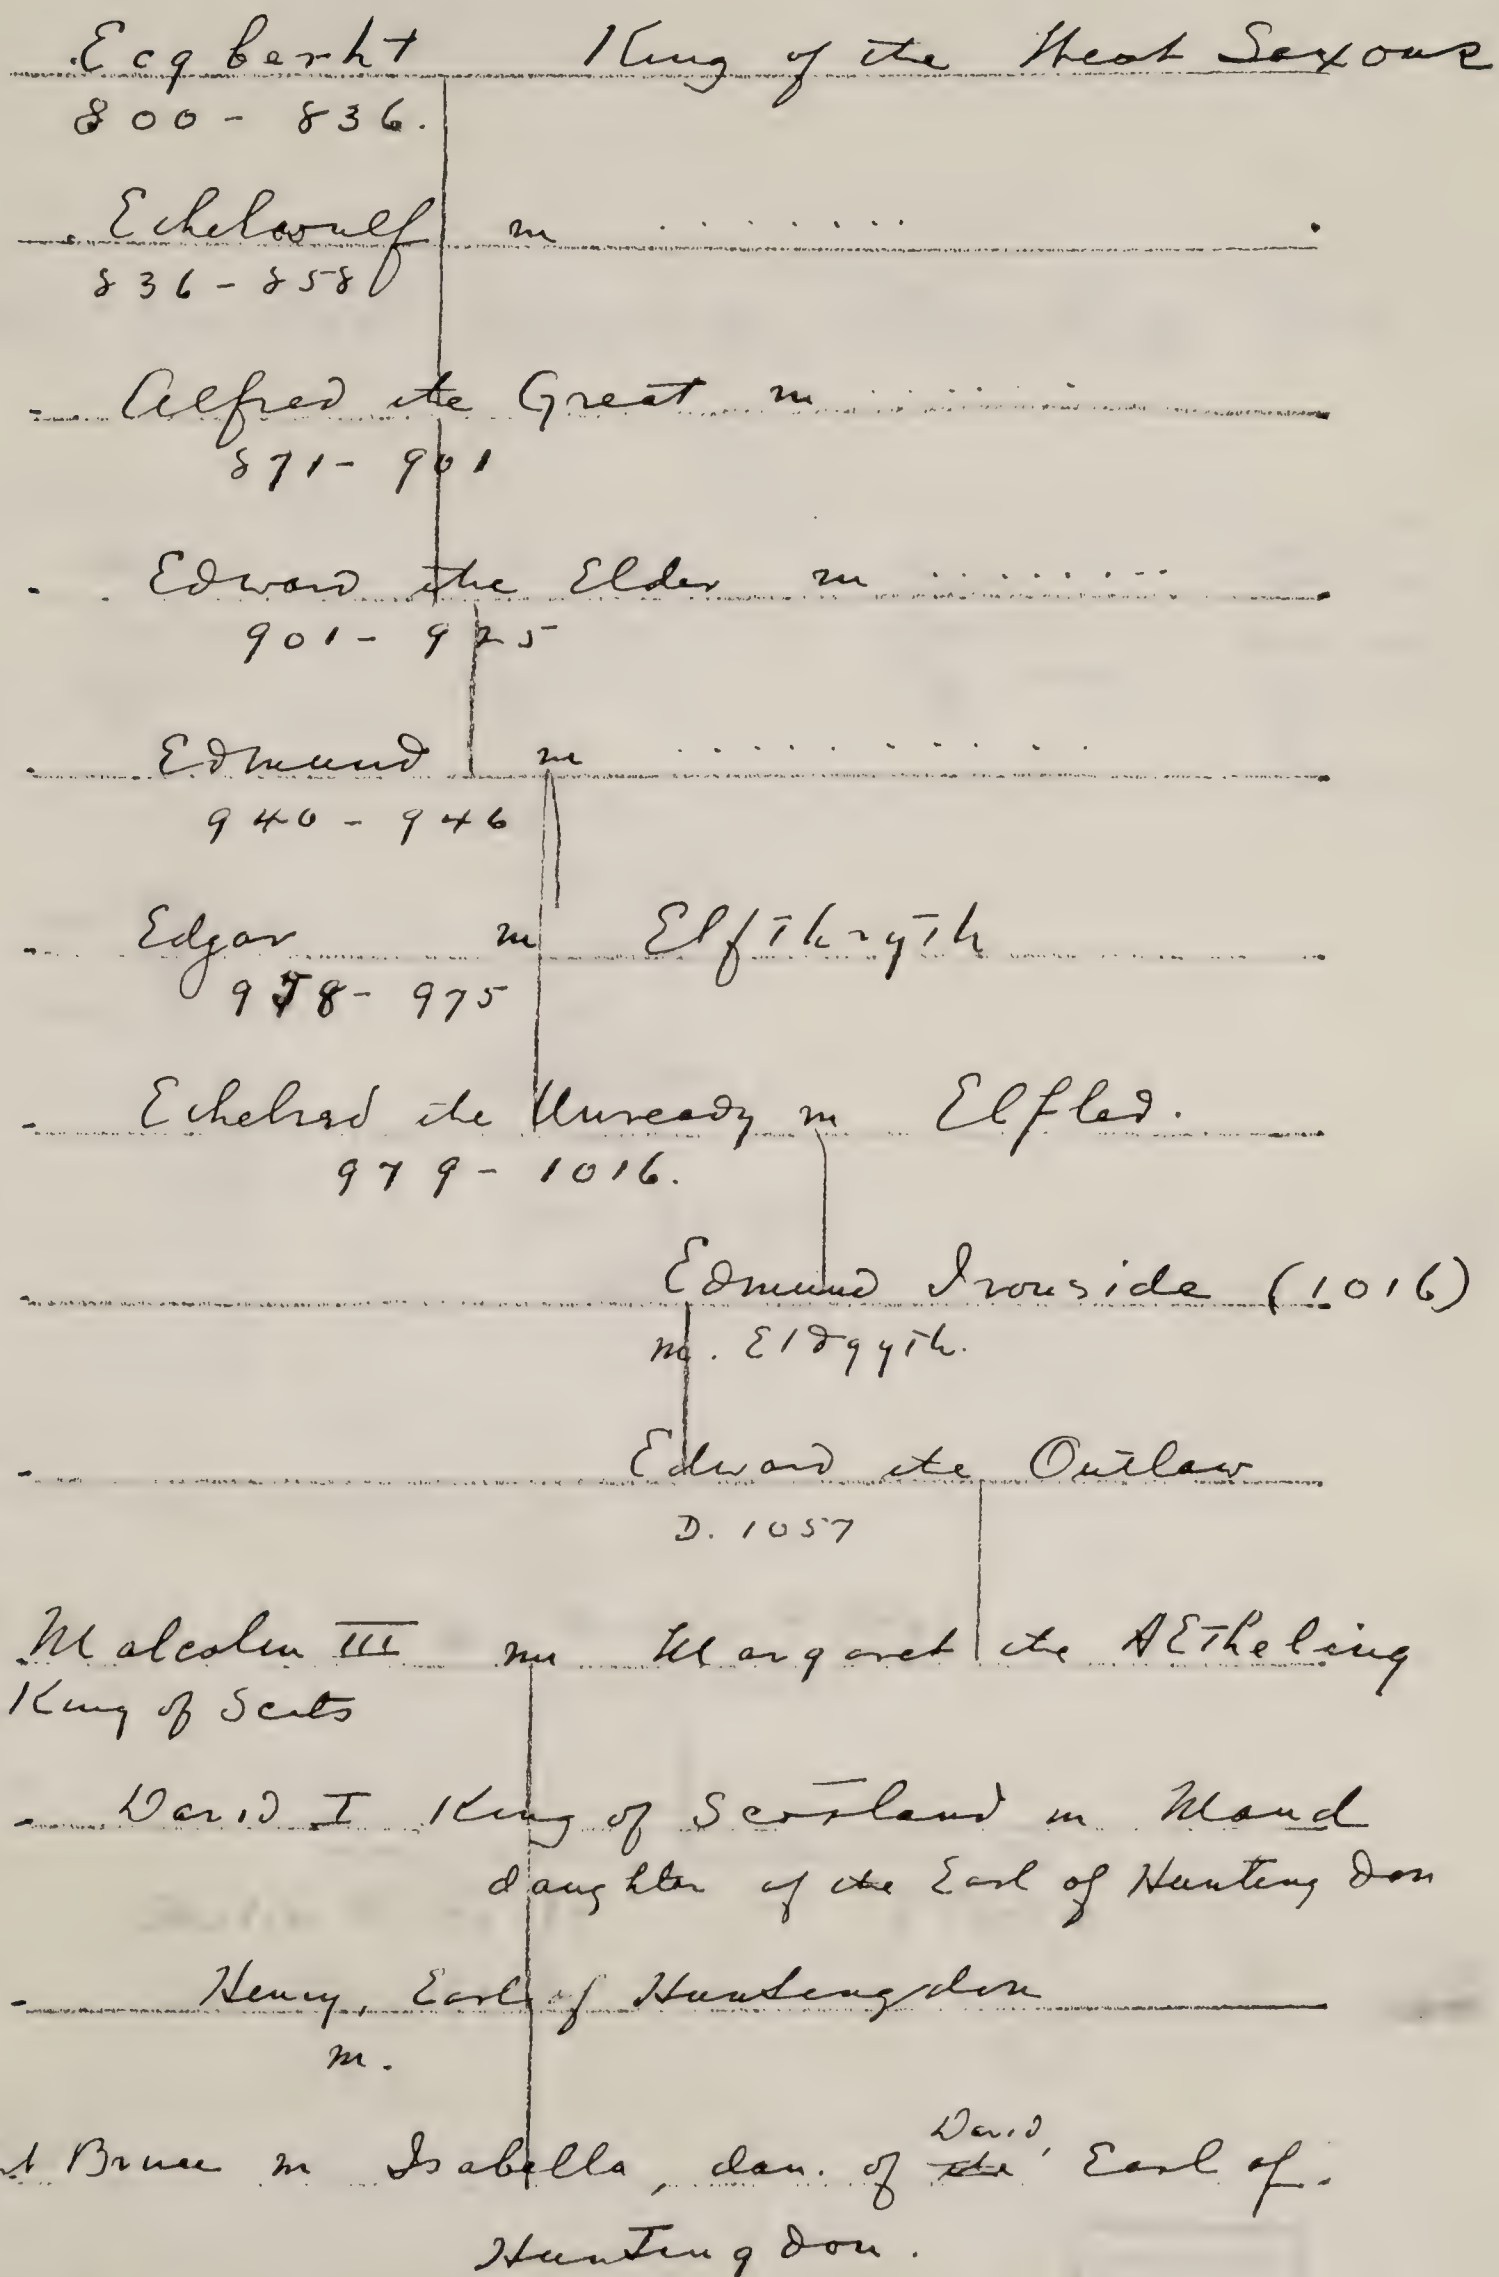 Ecgberht King of the West Saxons
800 - 836.
Ethelwulf m . . . . . . . .
836 - 858
Alfred the Great m . . . . . . . .
871 - 901
Edward the Elder m . . . . . . . .
901 - 925
Edmund m . . . . . . . . . .
940 - 946
Edgar m Elfthryth
958 - 975
Ethelred the Unready m Elfled.
979 - 1016.
Edmund Ironside (1016)
m. Eldgyth.
Edward the Outlaw
D. 1057
Malcolm III m Margaret the AEtheling
King of Scots
David I King of Scotland m Maud
daughter of the Earl of Huntingdon
Henry, Earl of Huntingdon
m.
t Bruce m Isabella, dau. of the David, Earl of
Huntingdon.